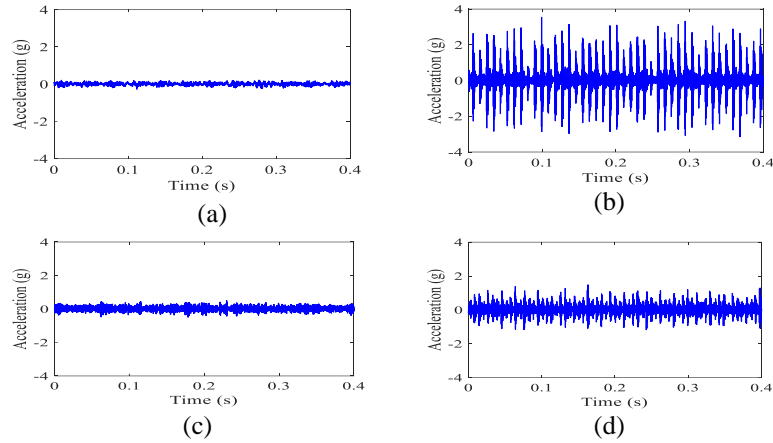 4
2
0
-2
-4
Acceleration (g)
0 0.1 0.2 0.3 0.4
Time (s)
(a)
4
2
0
-2
-4
Acceleration (g)
0 0.1 0.2 0.3 0.4
Time (s)
(b)
4
2
0
-2
-4
Acceleration (g)
0 0.1 0.2 0.3 0.4
Time (s)
(c)
4
2
0
-2
-4
Acceleration (g)
0 0.1 0.2 0.3 0.4
Time (s)
(d)